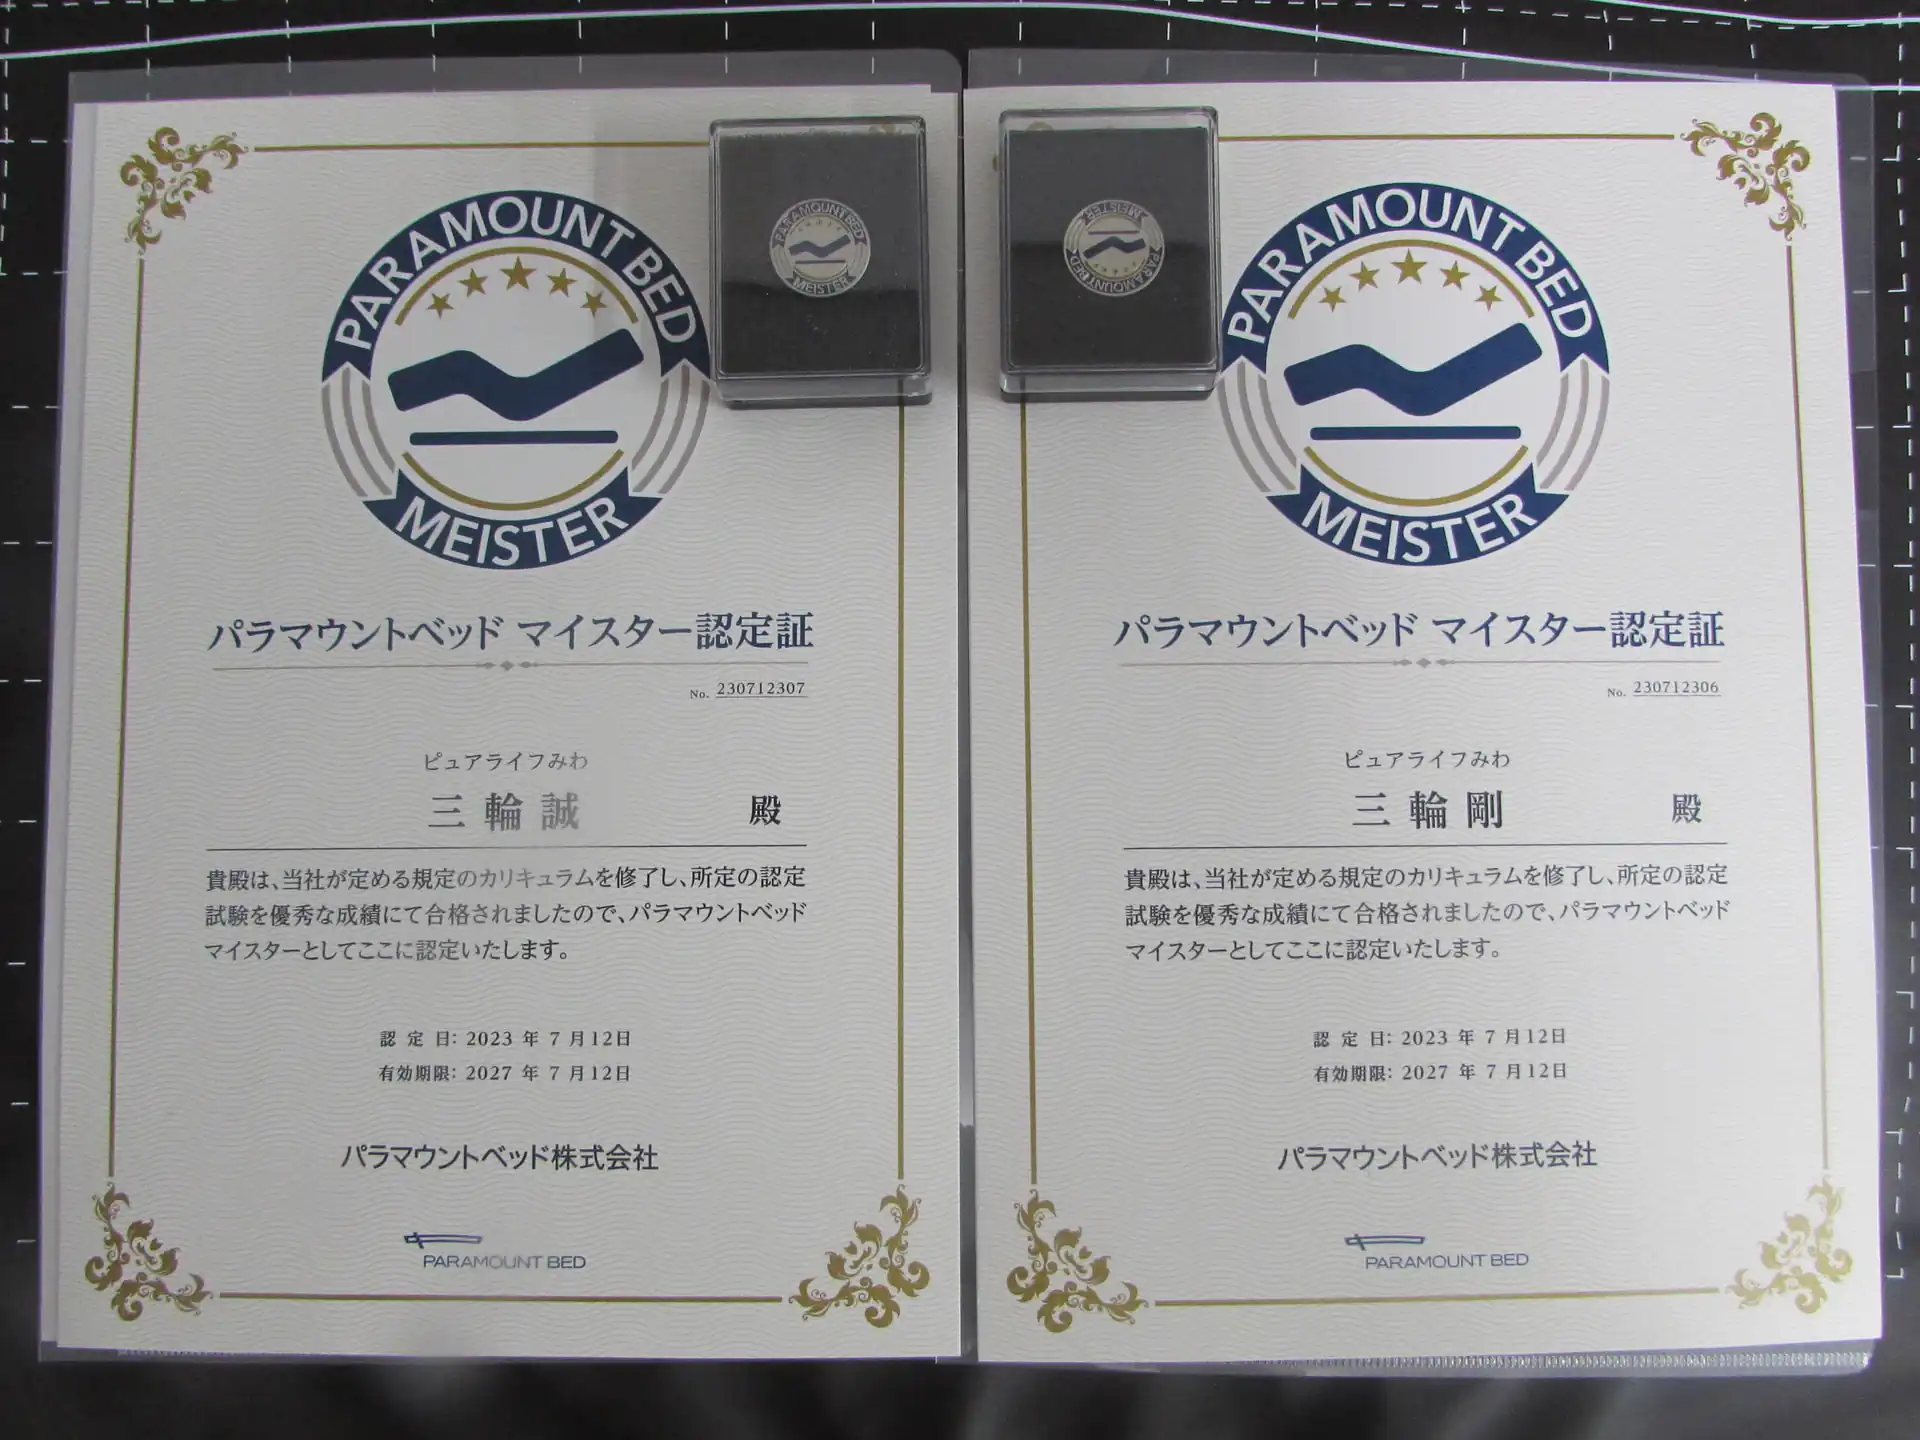 PARAMOUNT BED
MEISTER
PARAMOUNT BED
MEISTER
パラマウントベッド マイスター認定証
No. 230712307
ピュアライフみわ
三輪誠 殿
貴殿は、当社が定める規定のカリキュラムを修了し、所定の認定
試験を優秀な成績にて合格されましたので、パラマウントベッド
マイスターとしてここに認定いたします。
認定日: 2023 年 7 月12日
有効期限: 2027 年 7 月12日
パラマウントベッド株式会社
PARAMOUNT BED
PARAMOUNT BED
MEISTER
PARAMOUNT BED
MEISTER
パラマウントベッド マイスター認定証
No. 230712306
ピュアライフみわ
三輪剛 殿
貴殿は、当社が定める規定のカリキュラムを修了し、所定の認定
試験を優秀な成績にて合格されましたので、パラマウントベッド
マイスターとしてここに認定いたします。
認定日: 2023 年 7 月12日
有効期限: 2027 年 7 月12日
パラマウントベッド株式会社
PARAMOUNT BED